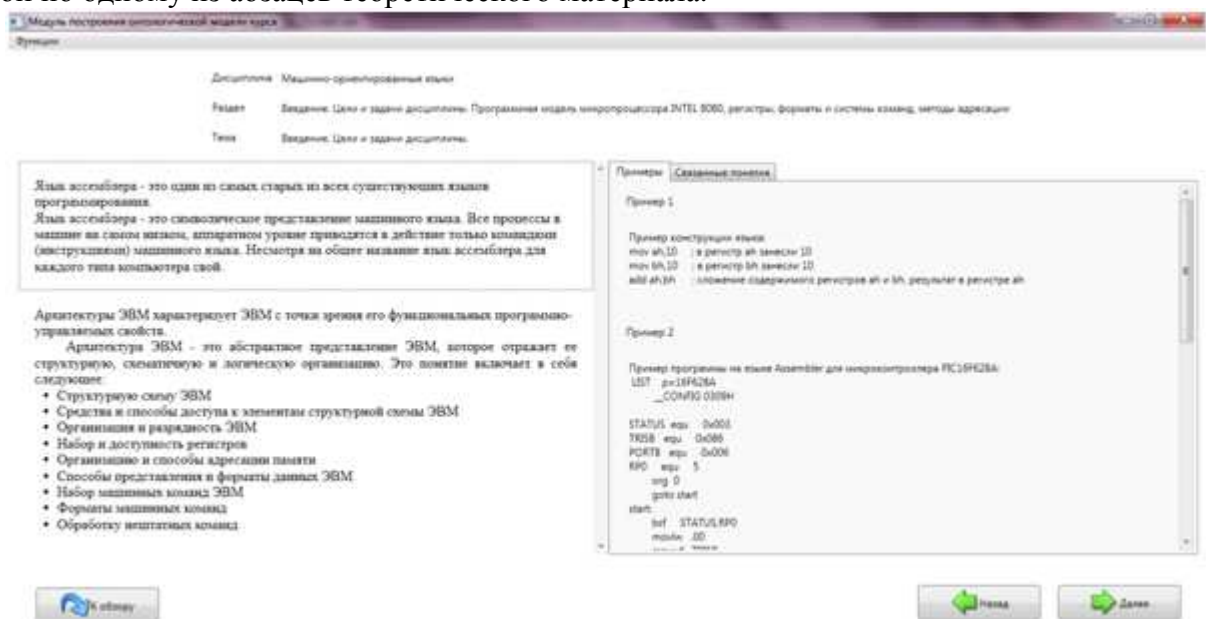 ой по одному из абзацев теоретического материала.
Модуль построения онтологической модели курса
Функции
Дисциплина Машинно-ориентированные языки
Раздел Введение. Цели и задачи дисциплины. Программная модель микропроцессора INTEL 8080, регистры, форматы и системы команд, методы адресации
Тема Введение. Цели и задачи дисциплины.
Язык ассемблера - это один из самых старых из всех существующих языков
программирования.
Язык ассемблера - это символическое представление машинного языка. Все процессы в
машине на самом низком, аппаратном уровне приводятся в действие только командами
(инструкциями) машинного языка. Несмотря на общее название язык ассемблера для
каждого типа компьютера свой.
Архитектуры ЭВМ характеризует ЭВМ с точки зрения его функциональных программно-
управляемых свойств.
Архитектура ЭВМ - это абстрактное представление ЭВМ, которое отражает ее
структурную, схематичную и логическую организацию. Это понятие включает в себя
следующее:
• Структурную схему ЭВМ
• Средства и способы доступа к элементам структурной схемы ЭВМ
• Организация и разрядность ЭВМ
• Набор и доступность регистров
• Организацию и способы адресации памяти
• Способы представления и форматы данных ЭВМ
• Набор машинных команд ЭВМ
• Форматы машинных команд
• Обработку нештатных команд
Примеры Связанные понятия
Пример 1
Пример конструкции языка:
mov ah,10 ; в регистр ah занесли 10
mov bh,10 ; в регистр bh занесли 10
add ah,bh ; сложение содержимого регистров ah и bh, результат в регистре ah
Пример 2
Пример программы на языке Assembler для микроконтроллера PIC16F628A:
LIST p=16F628A
__CONFIG 0309H
STATUS equ 0x003
TRISB equ 0x086
PORTB equ 0x006
RP0 equ 5
org 0
goto start
start:
bsf STATUS,RP0
movlw .00
К обзору
Назад
Далее